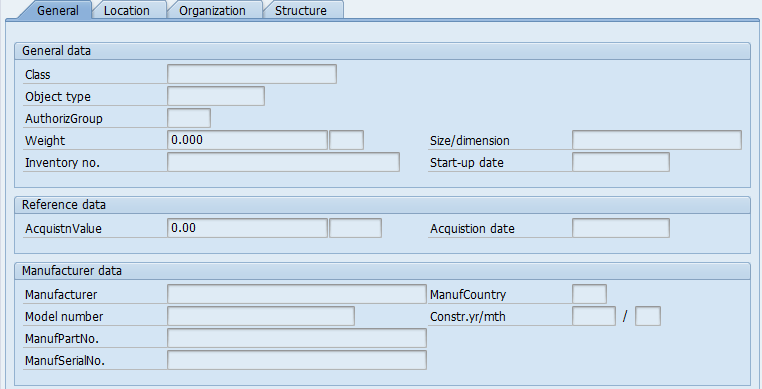 General Location Organization Structure
General data
Class
Object type
AuthorizGroup
Weight 0.000 Size/dimension
Inventory no. Start-up date
Reference data
AcquistnValue 0.00 Acquistion date
Manufacturer data
Manufacturer ManufCountry
Model number Constr.yr/mth /
ManufPartNo.
ManufSerialNo.